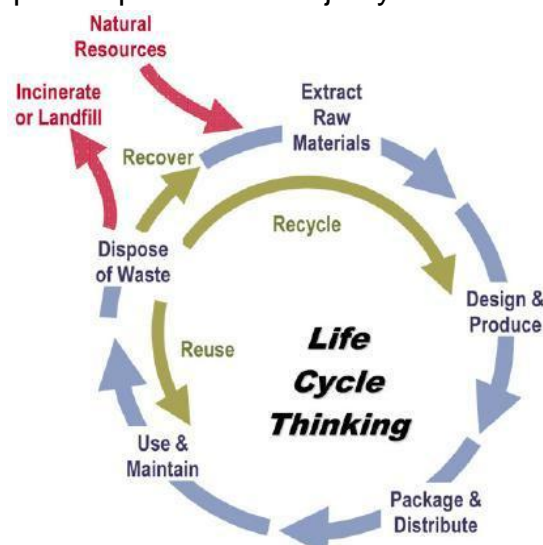 Natural
Resources
Incinerate
or Landfill
Extract
Raw
Materials
Recover
Recycle
Dispose
of Waste
Design &
Produce
Reuse
Life
Cycle
Thinking
Use &
Maintain
Package &
Distribute